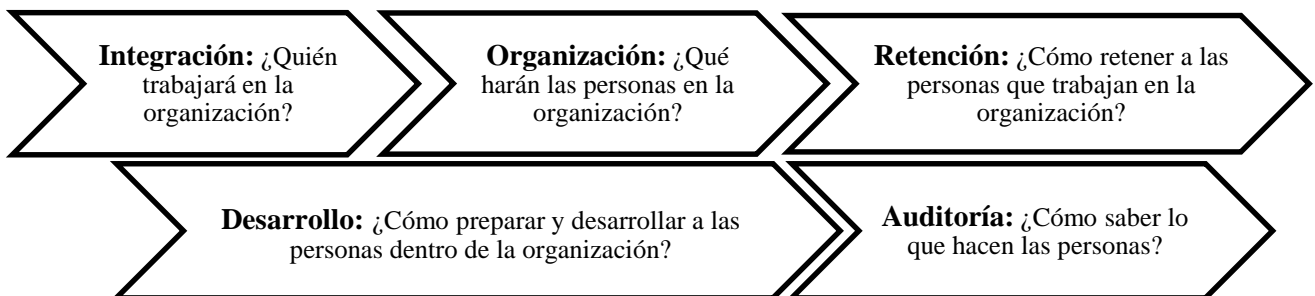 Integración: ¿Quién
trabajará en la
organización?
Organización: ¿Qué
harán las personas en la
organización?
Retención: ¿Cómo retener a las
personas que trabajan en la
organización?
Desarrollo: ¿Cómo preparar y desarrollar a las
personas dentro de la organización?
Auditoría: ¿Cómo saber lo
que hacen las personas?